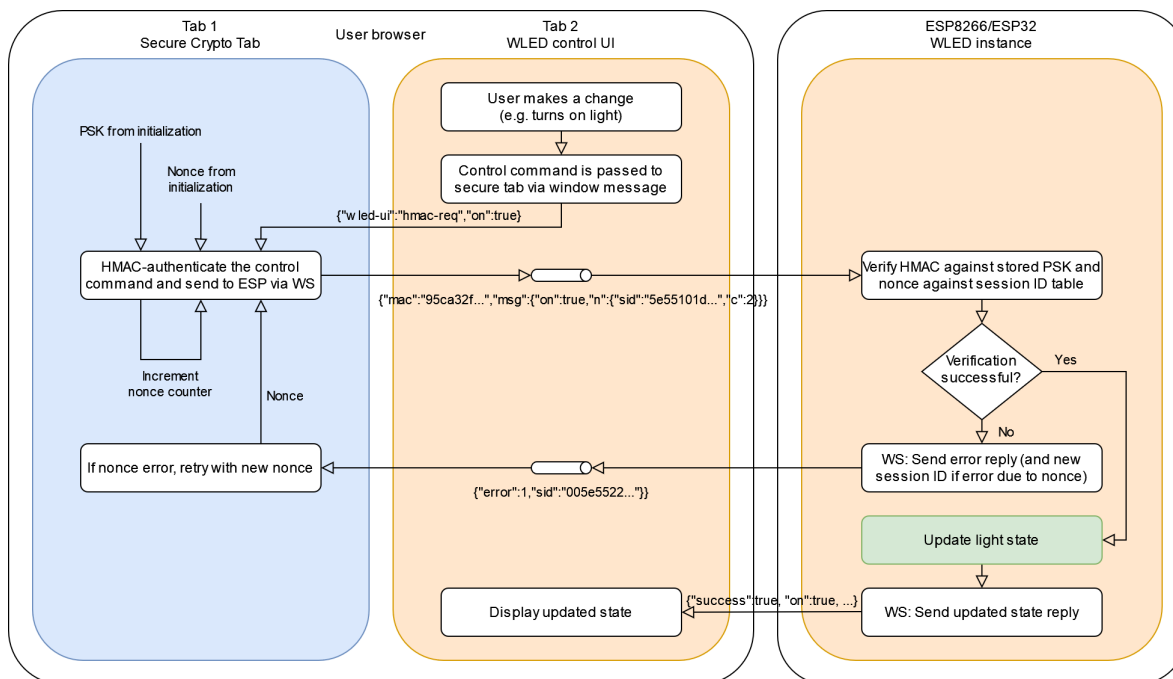 Tab 1
Secure Crypto Tab
User browser
Tab 2
WLED control UI
ESP8266/ESP32
WLED instance
User makes a change
(e.g. turns on light)
PSK from initialization
Nonce from
initialization
Control command is passed to
secure tab via window message
{"wled-ui":"hmac-req","on":true}
HMAC-authenticate the control
command and send to ESP via WS
Verify HMAC against stored PSK and
nonce against session ID table
{"mac":"95ca32f...","msg":{"on":true,"n":{"sid":"5e55101d...","c":2}}}
Verification
successful?
Yes
Increment
nonce counter
Nonce
No
If nonce error, retry with new nonce
WS: Send error reply (and new
session ID if error due to nonce)
{"error":1,"sid":"005e5522..."}}
Update light state
Display updated state
{"success":true, "on":true, ...}
WS: Send updated state reply